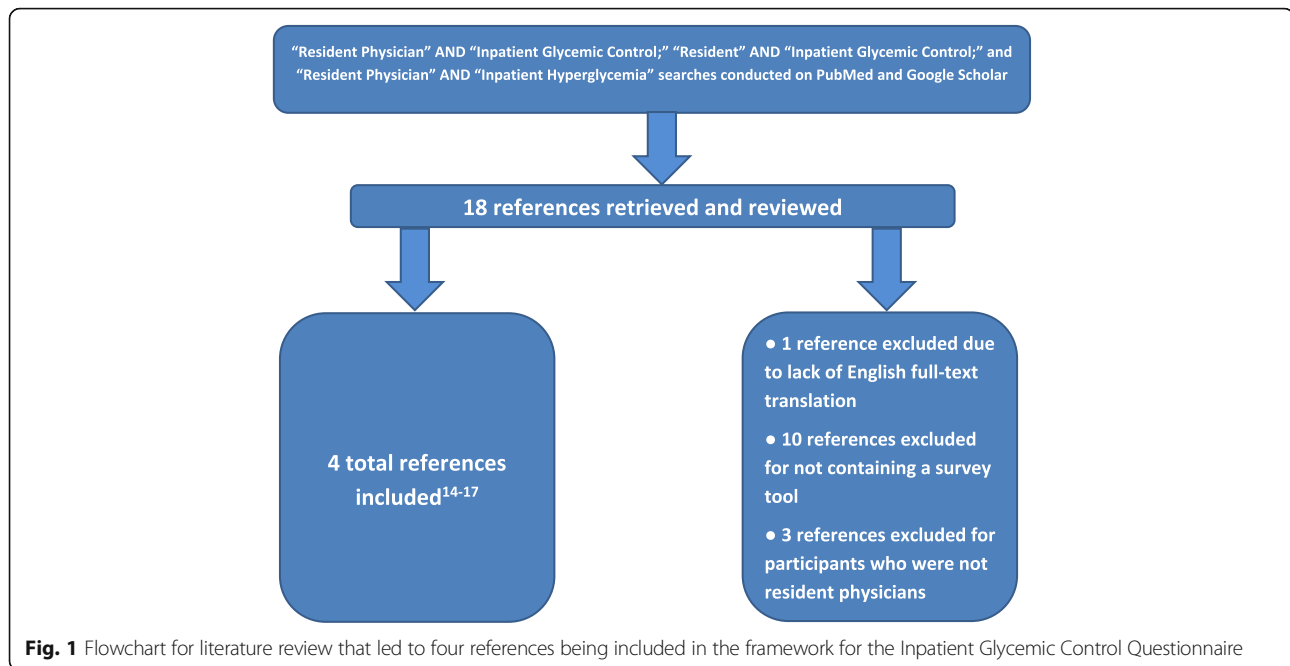 “Resident Physician” AND “Inpatient Glycemic Control;” “Resident” AND “Inpatient Glycemic Control;” and
“Resident Physician” AND “Inpatient Hyperglycemia” searches conducted on PubMed and Google Scholar
18 references retrieved and reviewed
4 total references
included14-17
● 1 reference excluded due
to lack of English full-text
translation
● 10 references excluded
for not containing a survey
tool
● 3 references excluded for
participants who were not
resident physicians
Fig. 1 Flowchart for literature review that led to four references being included in the framework for the Inpatient Glycemic Control Questionnaire